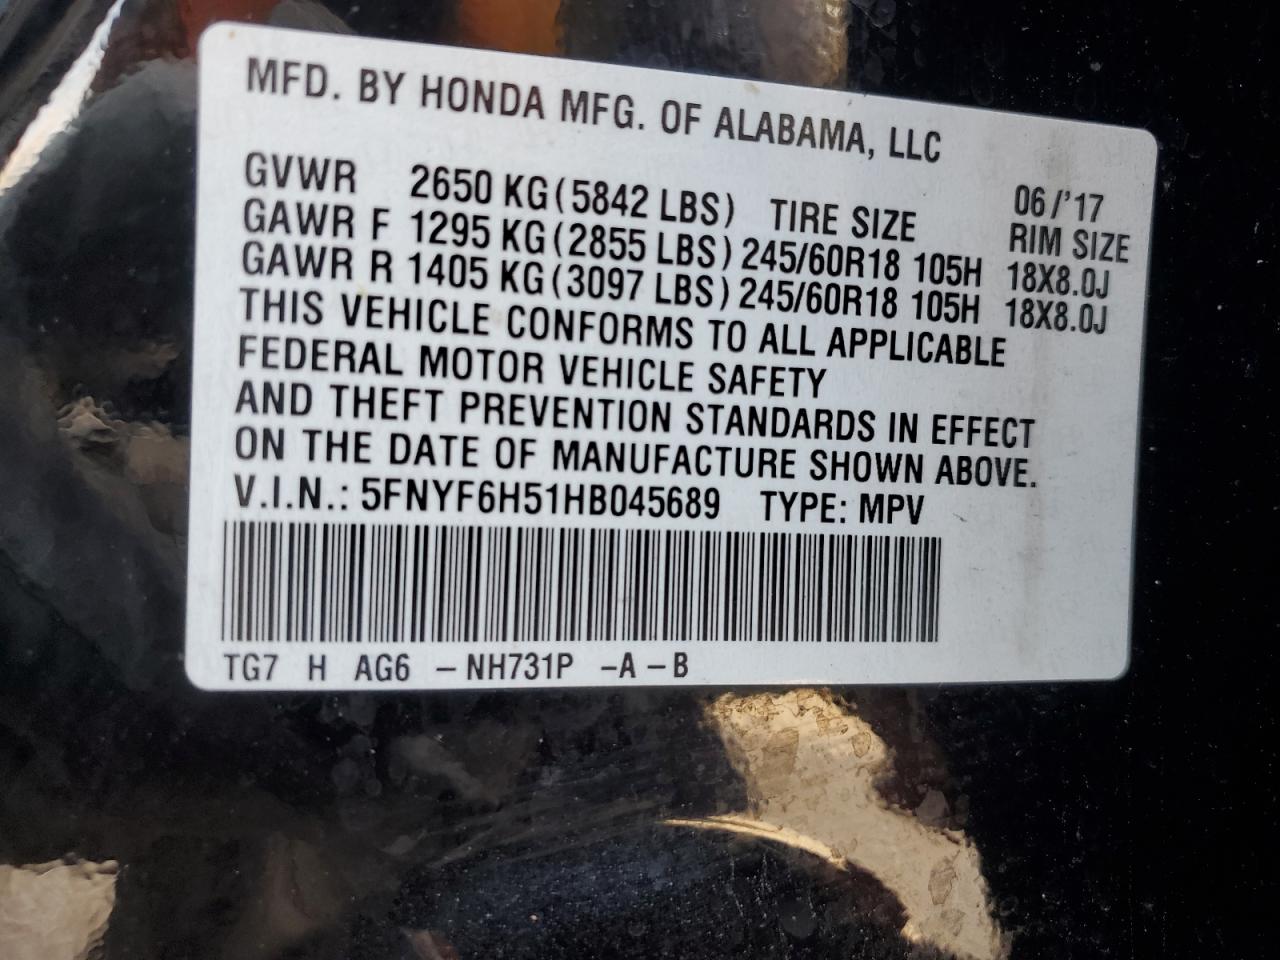 MFD. BY HONDA MFG. OF ALABAMA, LLC
06/'17
GVWR 2650 KG (5842 LBS) TIRE SIZE RIM SIZE
GAWR F 1295 KG (2855 LBS) 245/60R18 105H 18X8.0J
GAWR R 1405 KG (3097 LBS) 245/60R18 105H 18X8.0J
THIS VEHICLE CONFORMS TO ALL APPLICABLE
FEDERAL MOTOR VEHICLE SAFETY
AND THEFT PREVENTION STANDARDS IN EFFECT
ON THE DATE OF MANUFACTURE SHOWN ABOVE.
V.I.N.: 5FNYF6H51HB045689 TYPE: MPV
TG7 H AG6 – NH731P –A – B